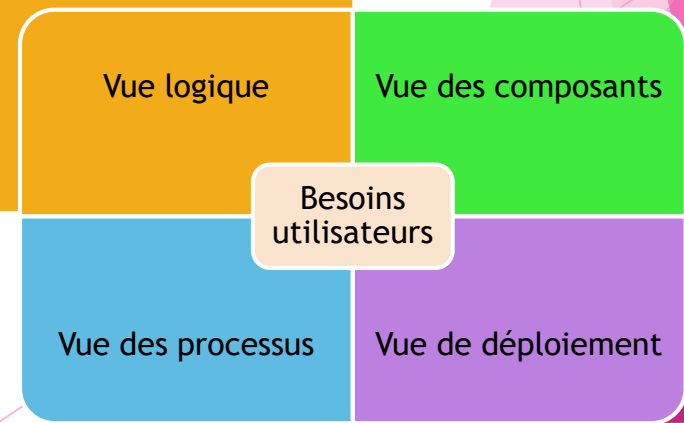 Vue logique
Vue des composants
Besoins
utilisateurs
Vue des processus
Vue de déploiement